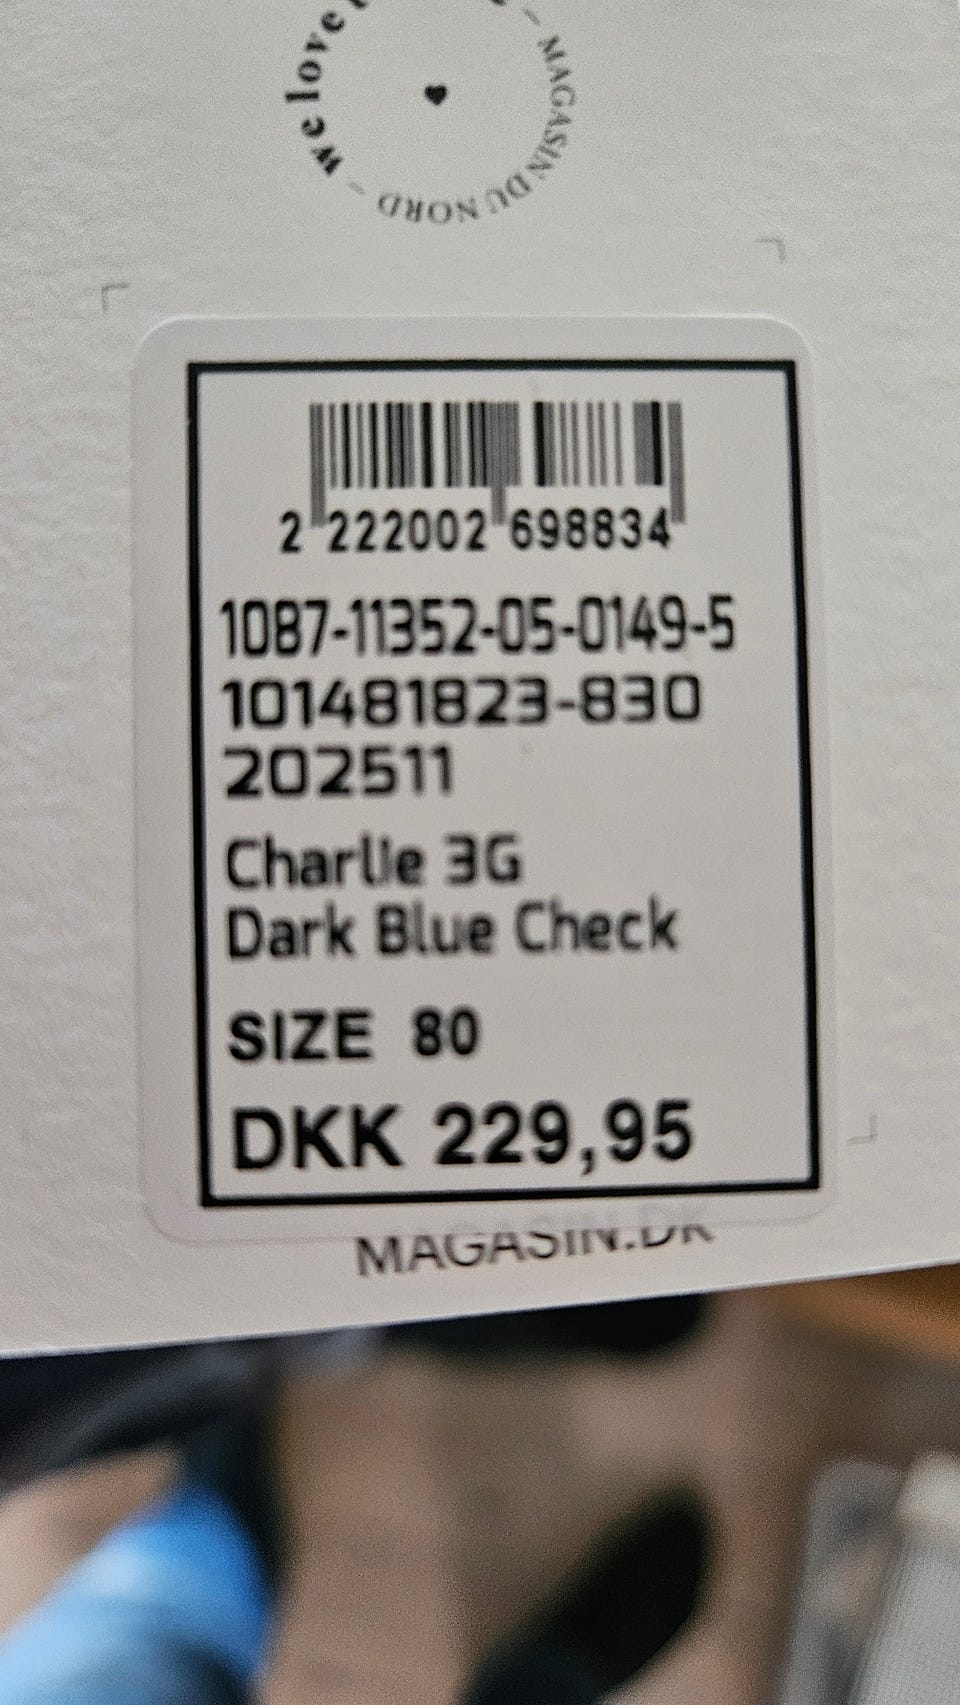 we love
– MAGASIN DU NORD –
2 222002 698834
1087-11352-05-0149-5
101481823-830
202511
Charlie 3G
Dark Blue Check
SIZE 80
DKK 229,95
MAGASIN.DK